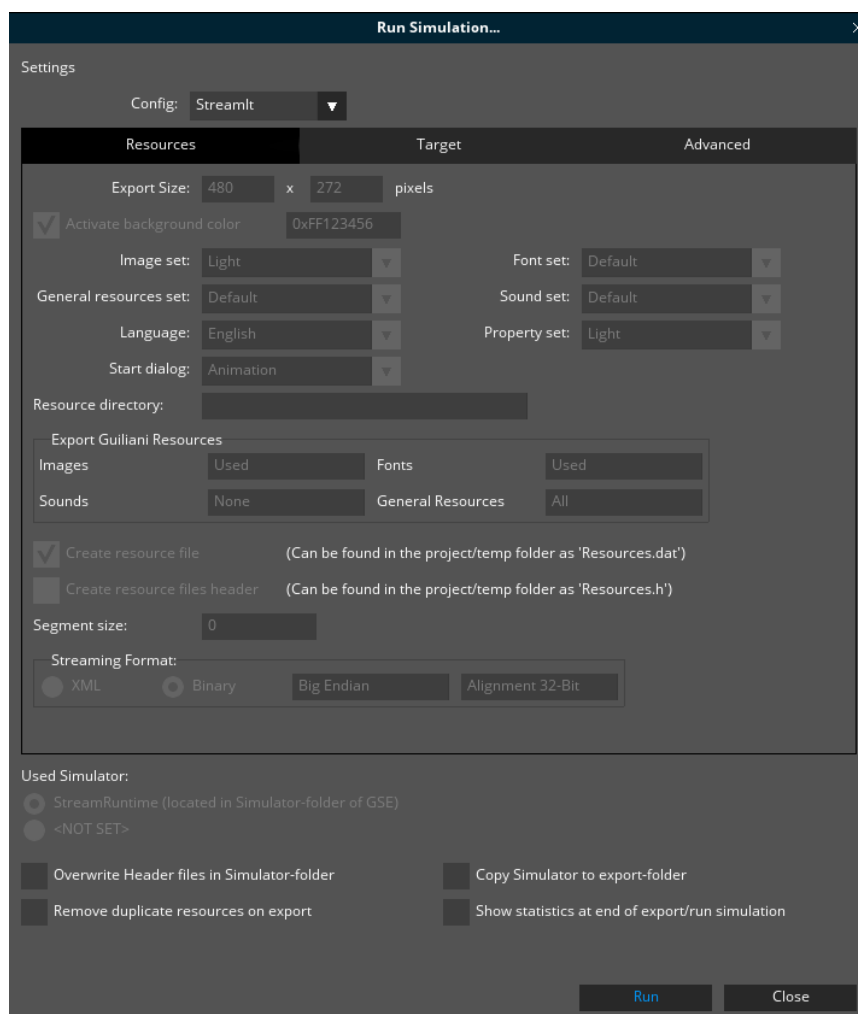 Run Simulation...
Settings
Config: StreamIt
Resources Target Advanced
Export Size: 480 x 272 pixels
Activate background color 0xFF123456
Image set: Light Font set: Default
General resources set: Default Sound set: Default
Language: English Property set: Light
Start dialog: Animation
Resource directory:
Export Guiliani Resources
Images Used Fonts Used
Sounds None General Resources All
Create resource file (Can be found in the project/temp folder as 'Resources.dat')
Create resource files header (Can be found in the project/temp folder as 'Resources.h')
Segment size: 0
Streaming Format:
XML Binary Big Endian Alignment 32-Bit
Used Simulator:
StreamRuntime (located in Simulator-folder of GSE)
<NOT SET>
Overwrite Header files in Simulator-folder Copy Simulator to export-folder
Remove duplicate resources on export Show statistics at end of export/run simulation
Run Close